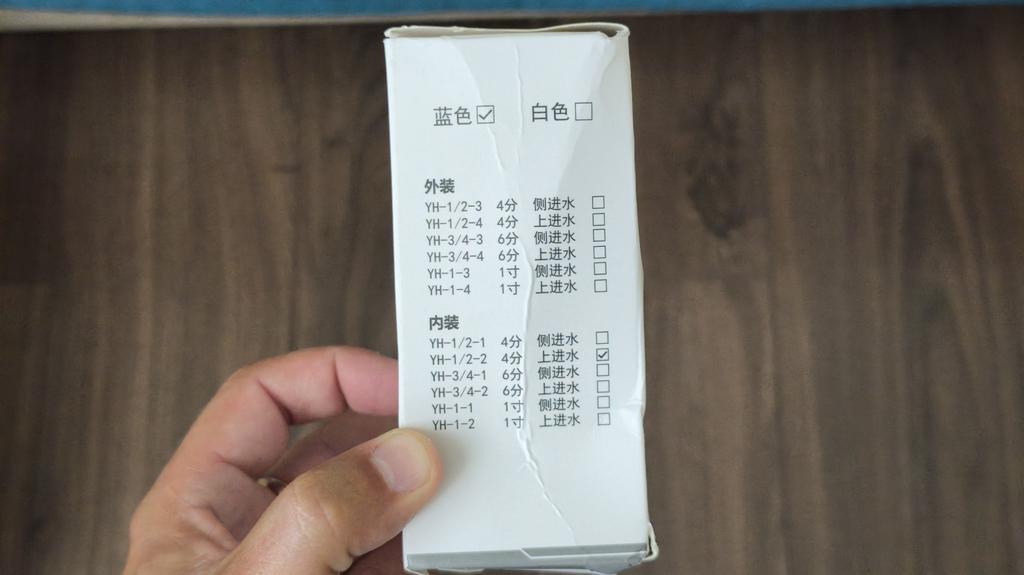 蓝色☑ 白色☐
外装
YH-1/2-3 4分 侧进水 ☐
YH-1/2-4 4分 上进水 ☐
YH-3/4-3 6分 侧进水 ☐
YH-3/4-4 6分 上进水 ☐
YH-1-3 1寸 侧进水 ☐
YH-1-4 1寸 上进水 ☐
内装
YH-1/2-1 4分 侧进水 ☐
YH-1/2-2 4分 上进水 ☑
YH-3/4-1 6分 侧进水 ☐
YH-3/4-2 6分 上进水 ☐
YH-1-1 1寸 侧进水 ☐
YH-1-2 1寸 上进水 ☐